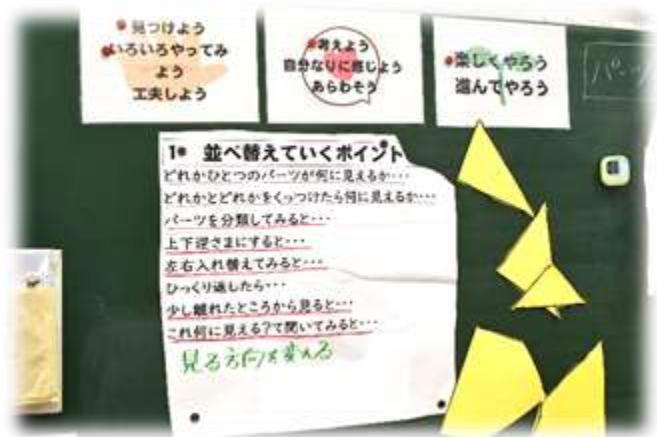 見つけよう
いろいろやってみ
よう
工夫しよう
考えよう
自分なりに感じよう
あらわそう
楽しくやろう
進んでやろう
パーツ
1 並べ替えていくポイント
どれかひとつのパーツが何に見えるか・・・
どれかとどれかをくっつけたら何に見えるか・・・
パーツを分類してみると・・・
上下逆さまにすると・・・
左右入れ替えてみると・・・
ひっくり返したら・・・
少し離れたところから見ると・・・
これ何に見える？て聞いてみると・・・
見る方向を変える